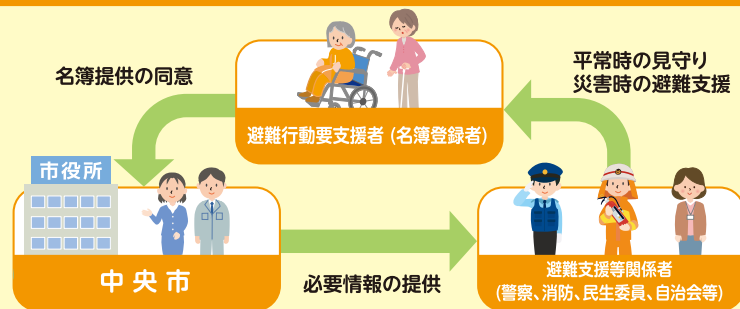 名簿提供の同意
平常時の見守り
災害時の避難支援
避難行動要支援者 (名簿登録者)
市役所
中央市
必要情報の提供
避難支援等関係者
(警察、消防、民生委員、自治会等)